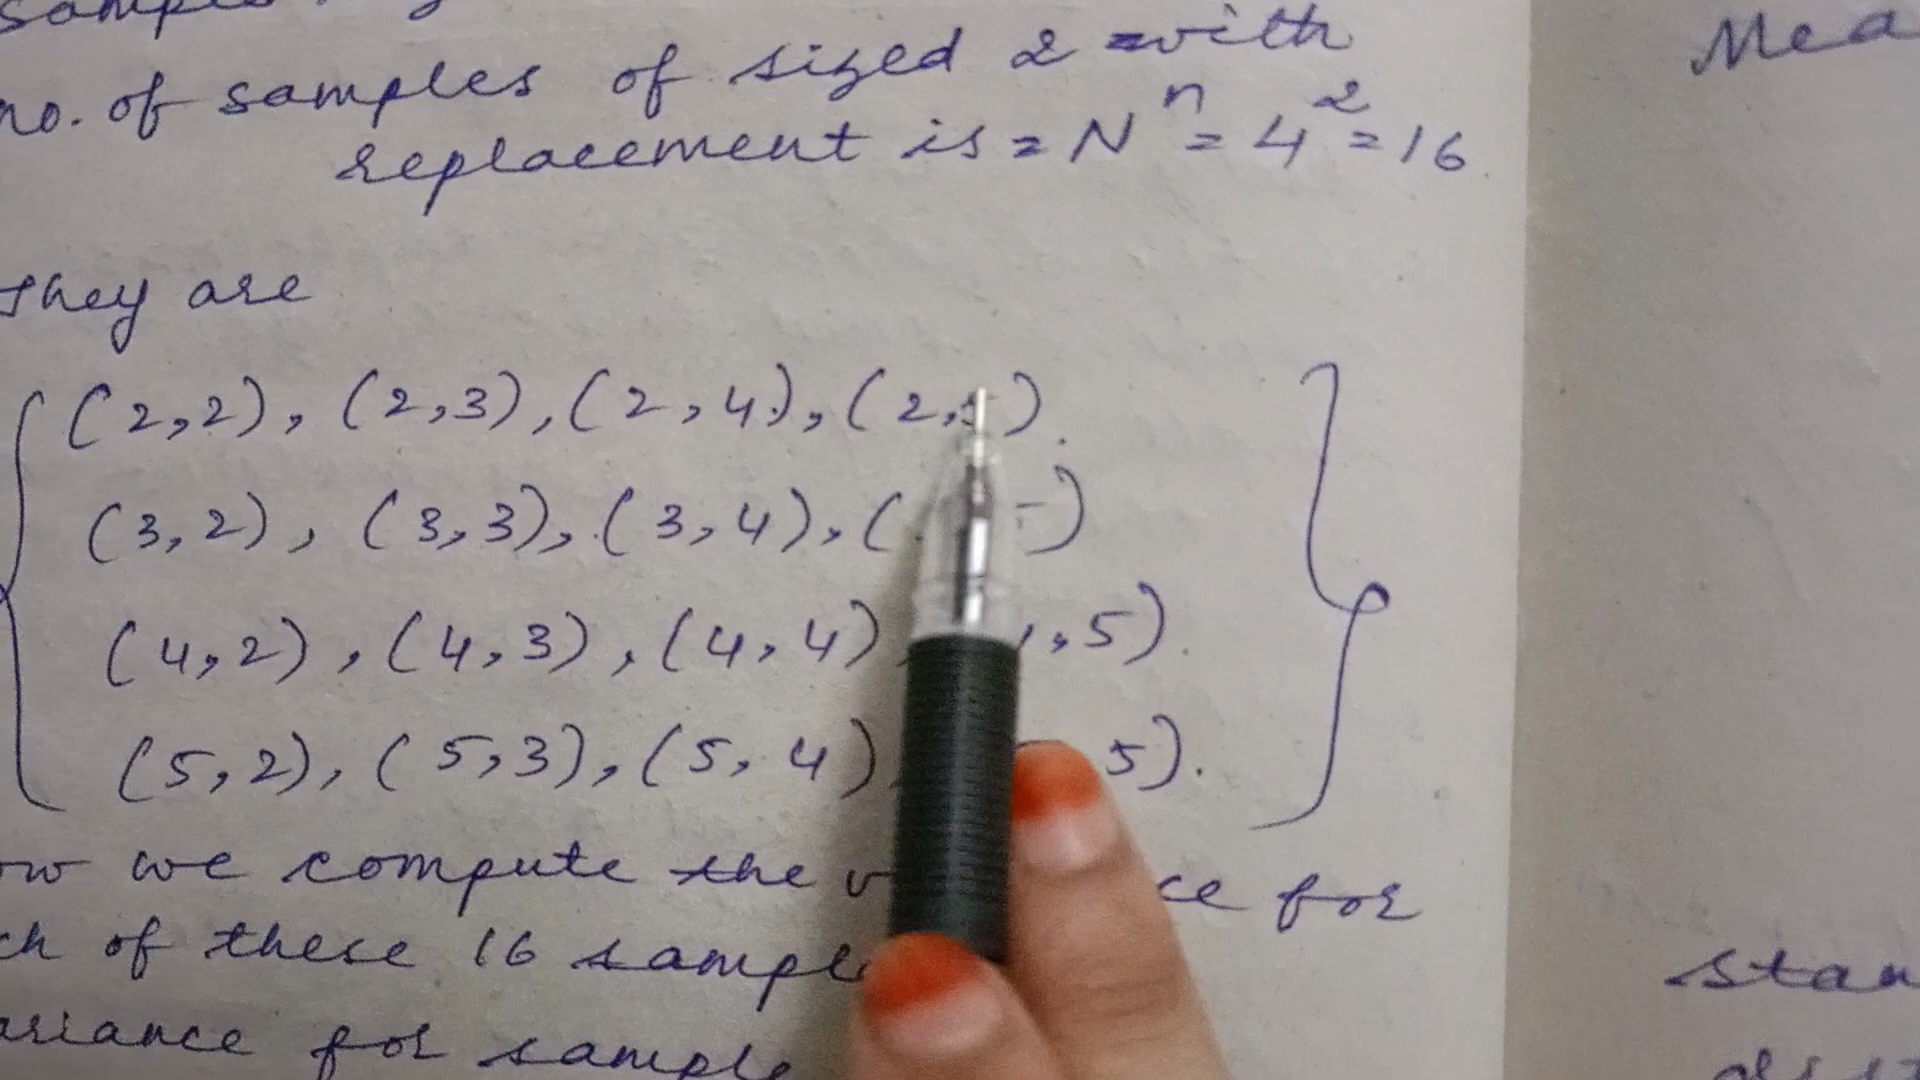 no. of samples of sized 2 with
replacement is = N^n = 4^2 = 16
They are
(2,2), (2,3), (2,4), (2,
(3,2), (3,3), (3,4), (
(4,2), (4,3), (4,4) ,5).
(5,2), (5,3), (5,4) 5).
we compute the for
of these 16
for sample